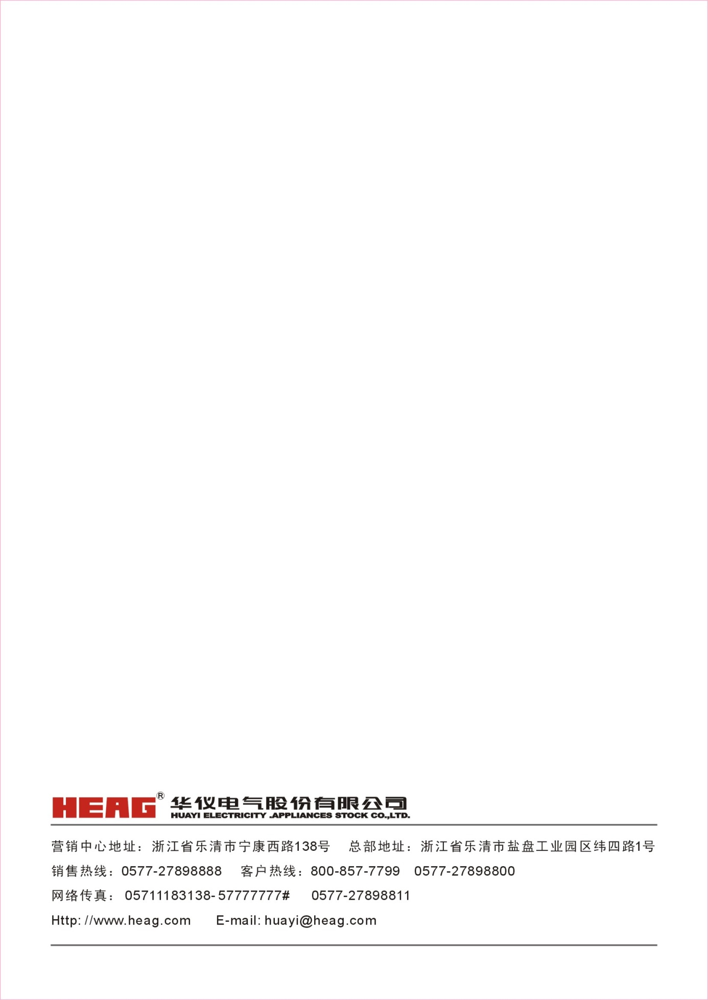 HEAG® 华仪电气股份有限公司
HUAYI ELECTRICITY .APPLIANCES STOCK CO.,LTD.
营销中心地址：浙江省乐清市宁康西路138号 总部地址：浙江省乐清市盐盘工业园区纬四路1号
销售热线：0577-27898888 客户热线：800-857-7799 0577-27898800
网络传真： 05711183138-57777777# 0577-27898811
Http: //www.heag.com E-mail: huayi@heag.com